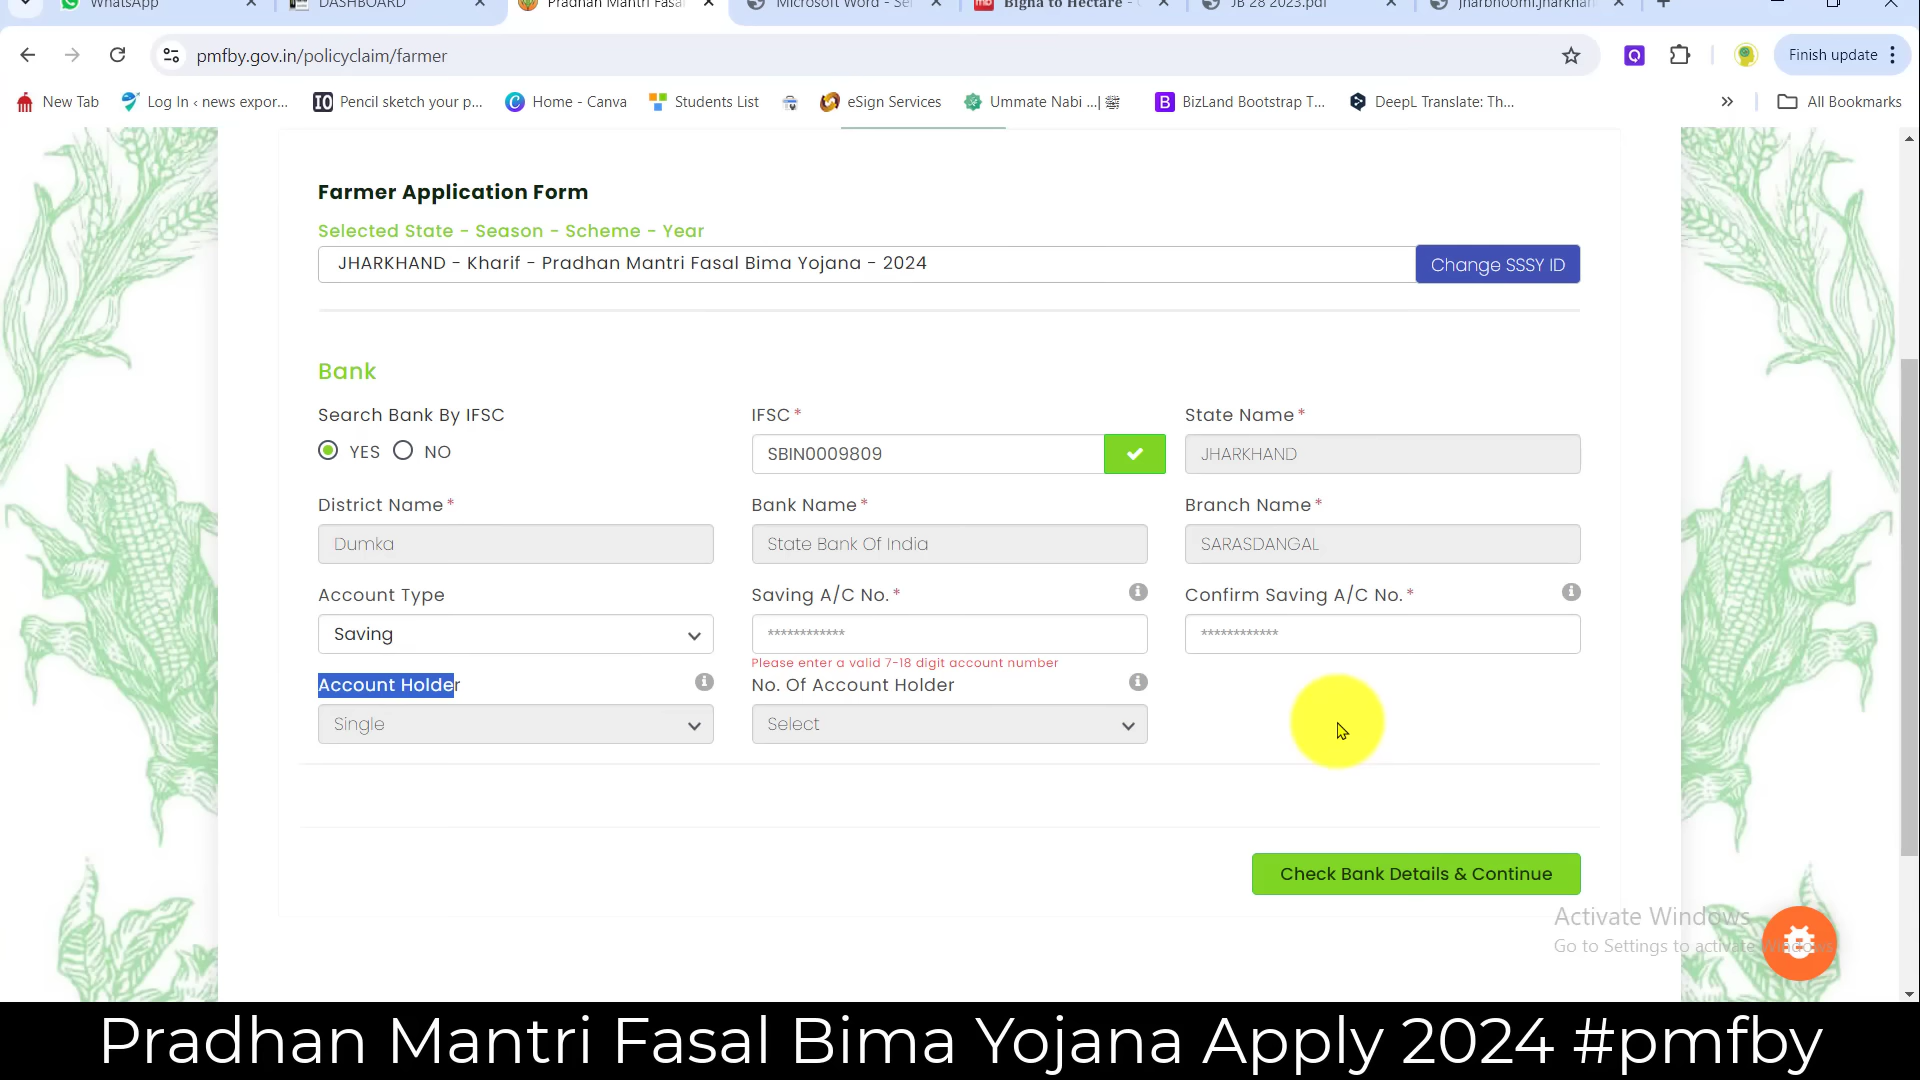 WhatsApp
DASHBOARD
Pradhan Mantri Fasal
Microsoft Word - Se
Bigha to Hectare -
JB 28 2023.pdf
jharbhoomi.jharkhan
pmfby.gov.in/policyclaim/farmer
Finish update
New Tab
Log In ‹ news expor...
Pencil sketch your p...
Home - Canva
Students List
eSign Services
Ummate Nabi ...|
BizLand Bootstrap T...
DeepL Translate: Th...
All Bookmarks
Farmer Application Form
Selected State - Season - Scheme - Year
JHARKHAND - Kharif - Pradhan Mantri Fasal Bima Yojana - 2024
Change SSSY ID
Bank
Search Bank By IFSC
IFSC *
State Name *
YES NO
SBIN0009809
JHARKHAND
District Name *
Bank Name *
Branch Name *
Dumka
State Bank Of India
SARASDANGAL
Account Type
Saving A/C No. *
Confirm Saving A/C No. *
Saving
************
************
Please enter a valid 7-18 digit account number
Account Holder
No. Of Account Holder
Single
Select
Check Bank Details & Continue
Activate Windows
Go to Settings to activate Windows.
Pradhan Mantri Fasal Bima Yojana Apply 2024 #pmfby